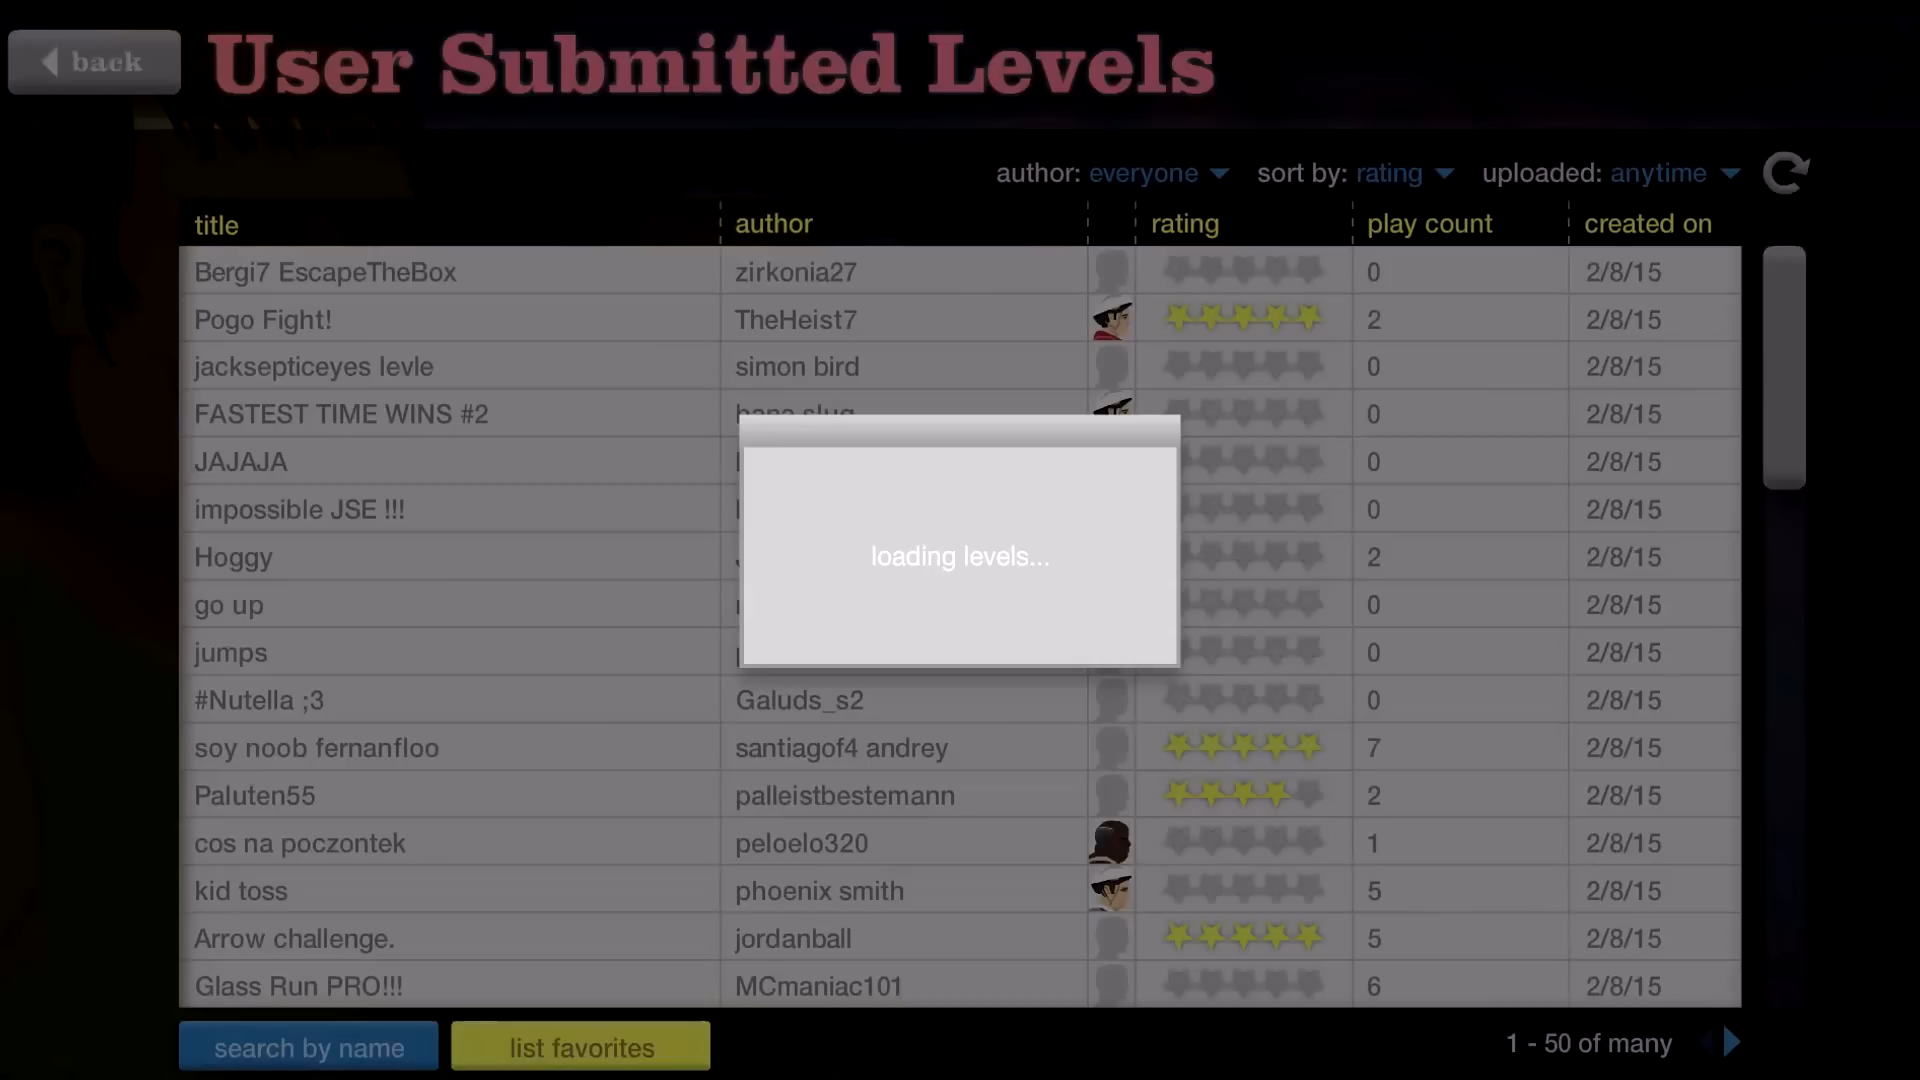 back
User Submitted Levels
author: everyone sort by: rating uploaded: anytime
title author rating play count created on
Bergi7 EscapeTheBox zirkonia27 0 2/8/15
Pogo Fight! TheHeist7 2 2/8/15
jacksepticeyes levle simon bird 0 2/8/15
FASTEST TIME WINS #2 0 2/8/15
JAJAJA 0 2/8/15
impossible JSE !!! 0 2/8/15
Hoggy 2 2/8/15
loading levels...
go up 0 2/8/15
jumps 0 2/8/15
#Nutella ;3 Galuds_s2 0 2/8/15
soy noob fernanfloo santiagof4 andrey 7 2/8/15
Paluten55 palleistbestemann 2 2/8/15
cos na poczontek peloelo320 1 2/8/15
kid toss phoenix smith 5 2/8/15
Arrow challenge. jordanball 5 2/8/15
Glass Run PRO!!! MCmaniac101 6 2/8/15
search by name list favorites 1 - 50 of many